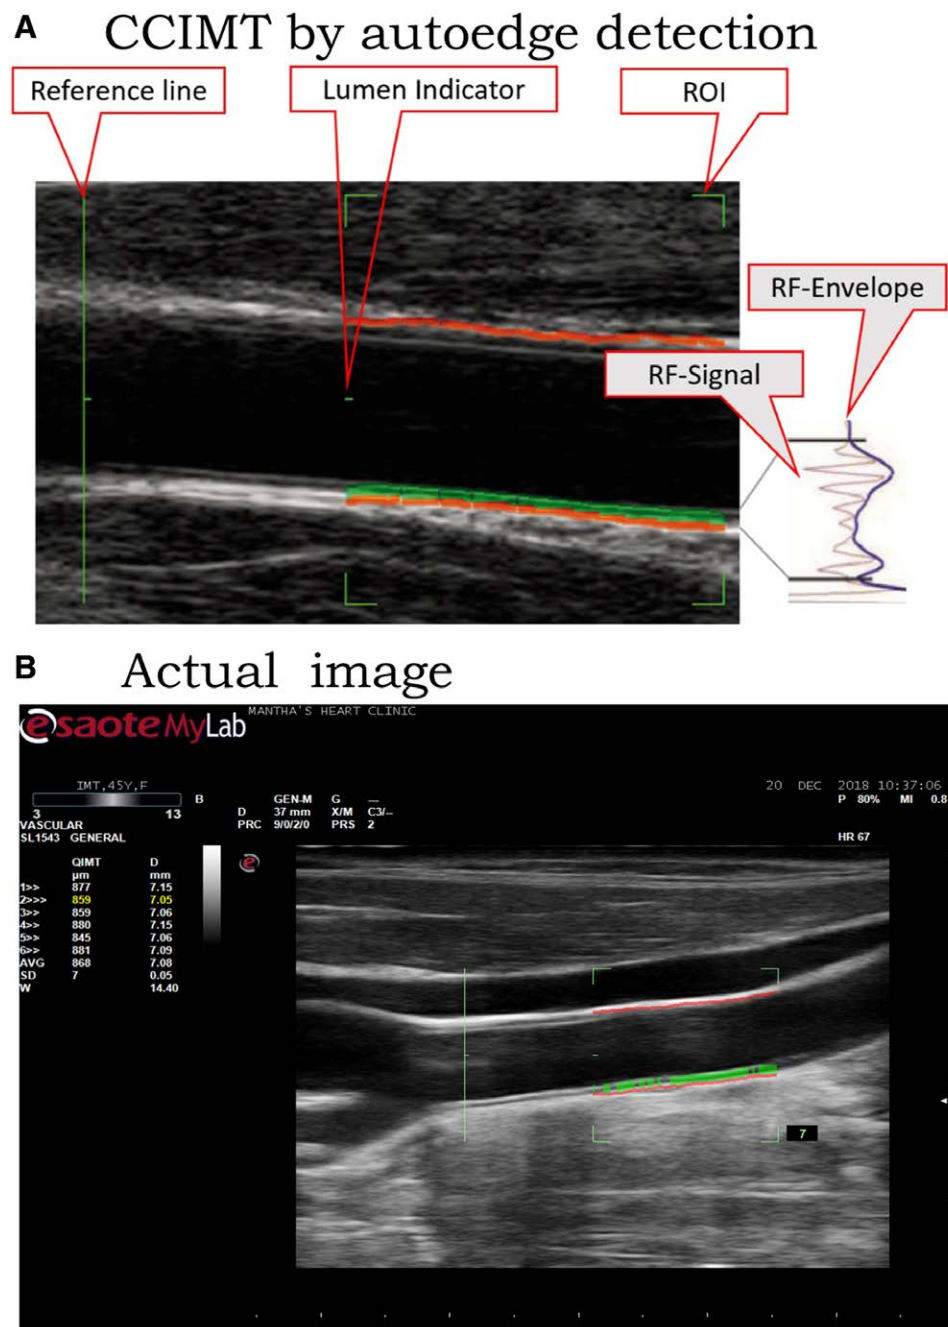 A CCIMT by autoedge detection
Reference line
Lumen Indicator
ROI
RF-Envelope
RF-Signal
B Actual image
esaote MyLab
MANTHA'S HEART CLINIC
IMT,45Y,F
3 13
VASCULAR
SL1543 GENERAL
B GEN-M G __
D 37 mm X/M C3/--
PRC 9/0/2/0 PRS 2
20 DEC 2018 10:37:06
P 80% MI 0.8
HR 67
QIMT D
µm mm
1>> 877 7.15
2>>> 859 7.05
3>> 859 7.06
4>> 880 7.15
5>> 845 7.06
6>> 881 7.09
AVG 868 7.08
SD 7 0.05
W 14.40
e
7